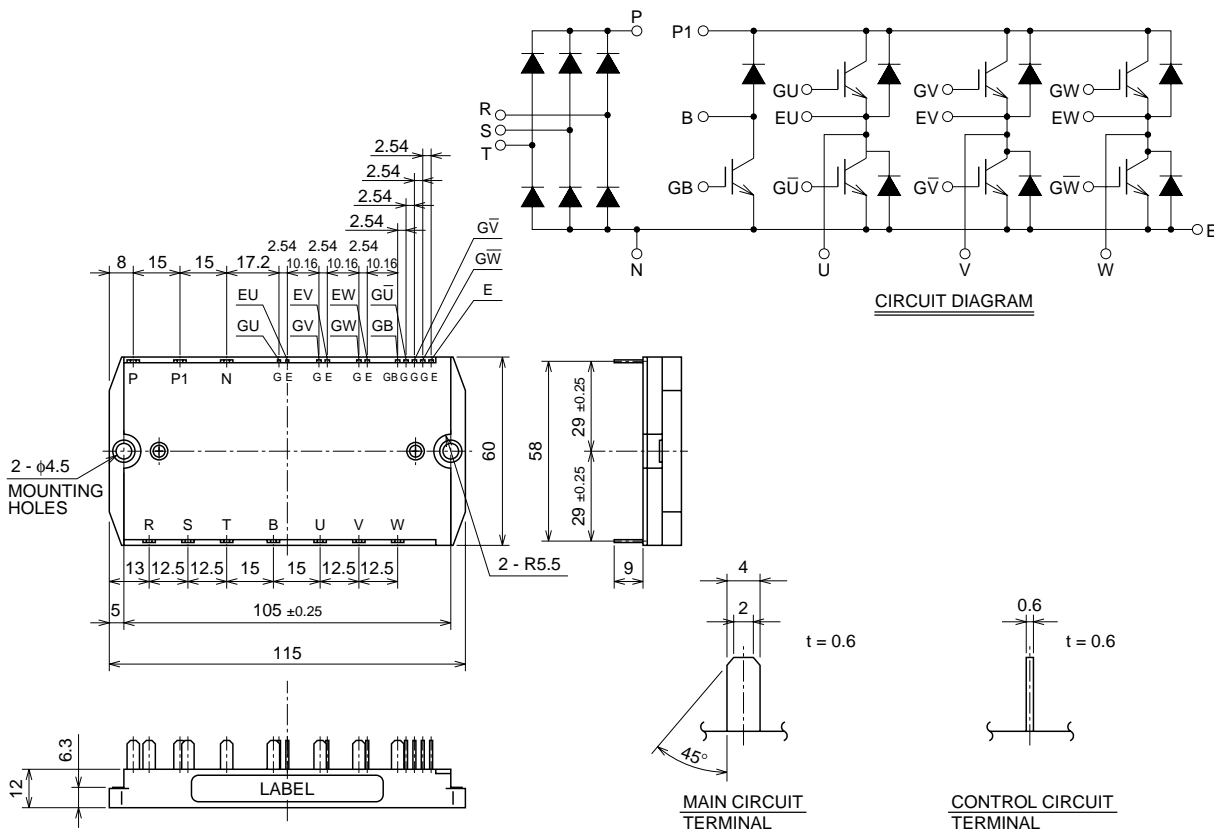 P
P1
R
S
T
B
GB
GU
EU
GU̅
GV
EV
GV̅
GW
EW
GW̅
E
N
U
V
W
CIRCUIT DIAGRAM
2.54
2.54
2.54
2.54
2.54
2.54
2.54
8
15
15
17.2
10.16
10.16
10.16
GV̅
GW̅
E
EU
EV
EW
GU̅
GU
GV
GW
GB
P
P1
N
G E
G E
G E
GB G G G E
2 - ϕ4.5
MOUNTING
HOLES
R
S
T
B
U
V
W
13
12.5
12.5
15
15
12.5
12.5
2 - R5.5
5
105 ±0.25
115
60
58
29 ±0.25
29 ±0.25
9
6.3
12
LABEL
4
2
t = 0.6
45°
MAIN CIRCUIT
TERMINAL
0.6
t = 0.6
CONTROL CIRCUIT
TERMINAL